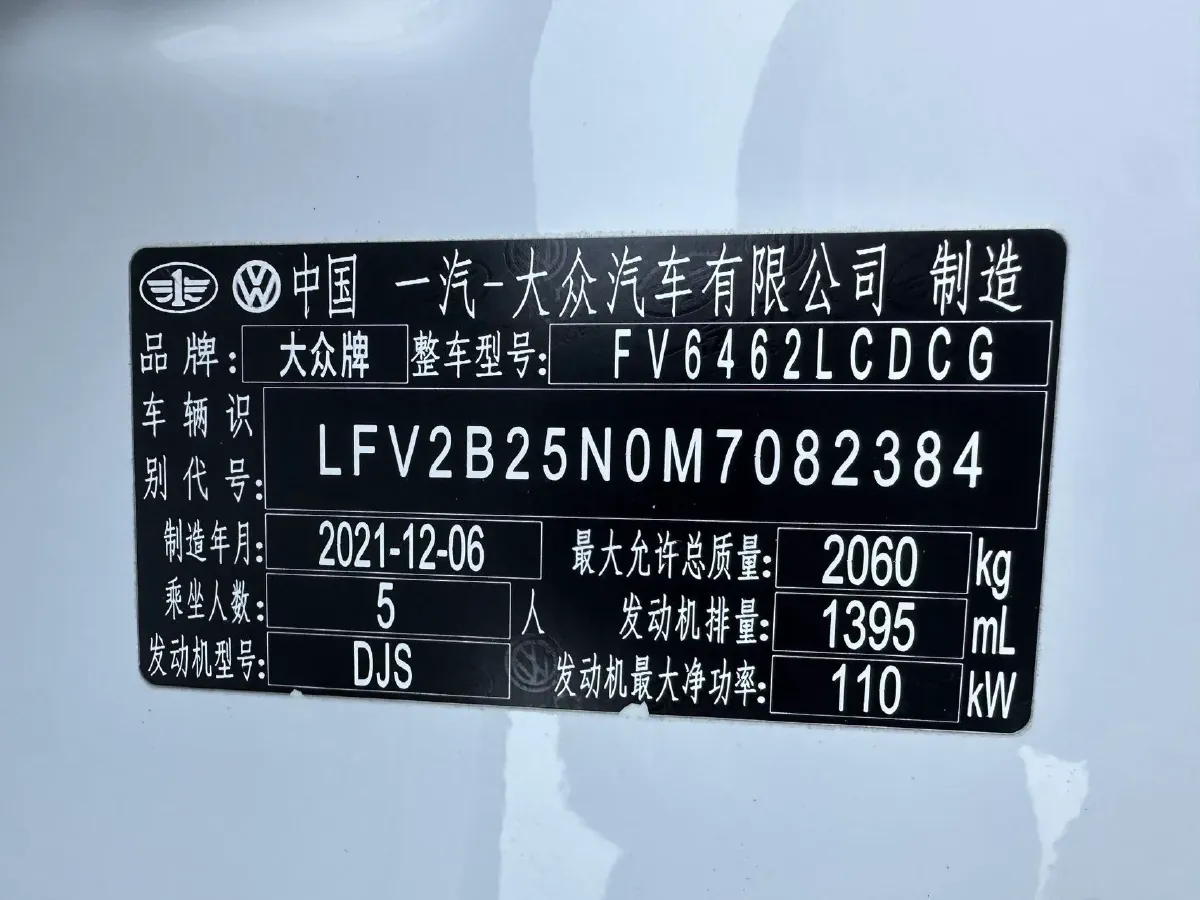 中国 一汽-大众汽车有限公司 制造
品牌: 大众牌 整车型号: FV6462LCDCG
车辆识别代号: LFV2B25N0M7082384
制造年月: 2021-12-06 最大允许总质量: 2060 kg
乘坐人数: 5 人 发动机排量: 1395 mL
发动机型号: DJS 发动机最大净功率: 110 kW